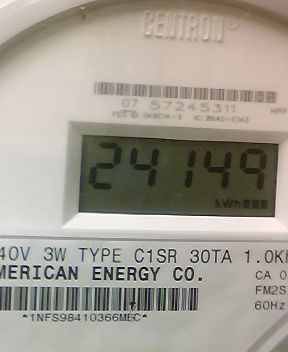 CENTRON
07 57245311
24149
kWh
40V 3W TYPE C1SR 30TA 1.0K
MERICAN ENERGY CO.
CA 0
FM2S
60Hz